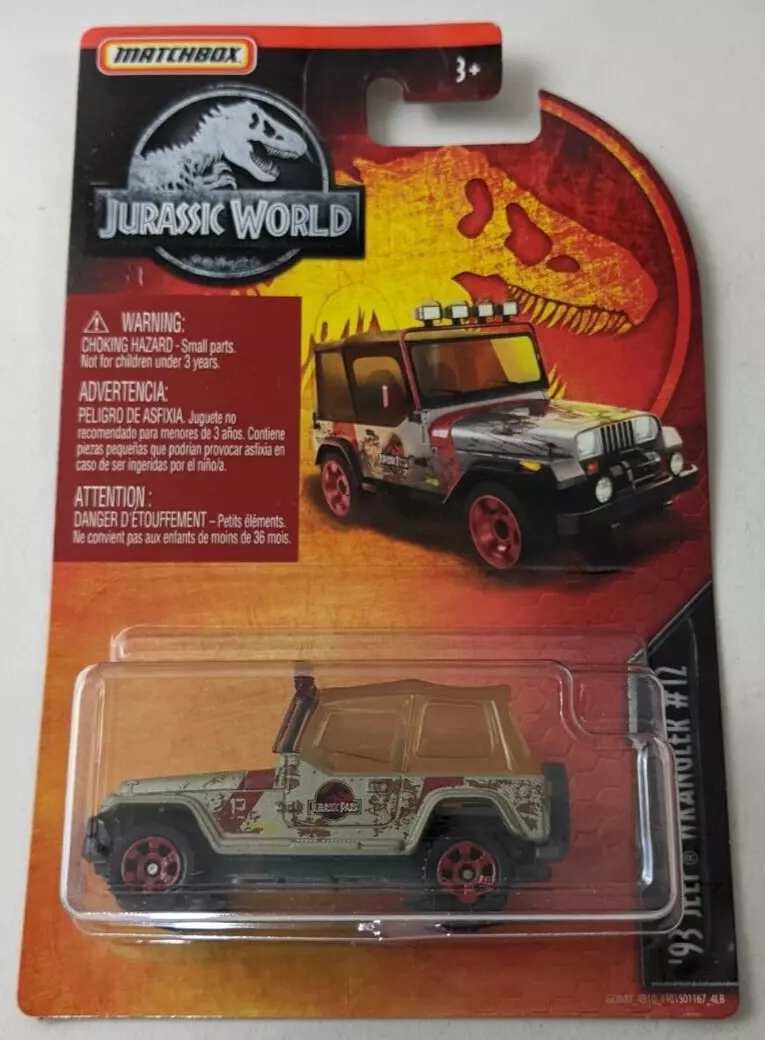 MATCHBOX
3+
JURASSIC WORLD
WARNING:
CHOKING HAZARD - Small parts.
Not for children under 3 years.
ADVERTENCIA:
PELIGRO DE ASFIXIA. Juguete no
recomendado para menores de 3 años. Contiene
piezas pequeñas que podrían provocar asfixia en
caso de ser ingeridas por el niño/a.
ATTENTION :
DANGER D'ÉTOUFFEMENT – Petits éléments.
Ne convient pas aux enfants de moins de 36 mois.
JURASSIC PARK
'93 JEEP® WRANGLER #12